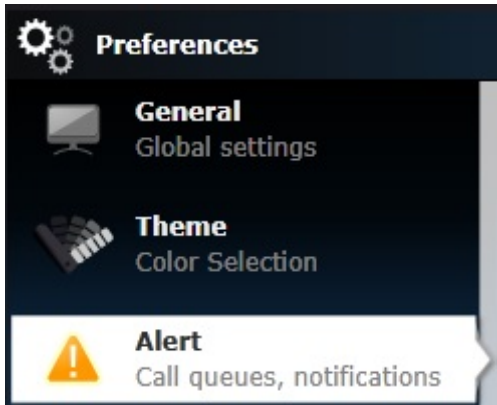 Preferences
General
Global settings
Theme
Color Selection
Alert
Call queues, notifications